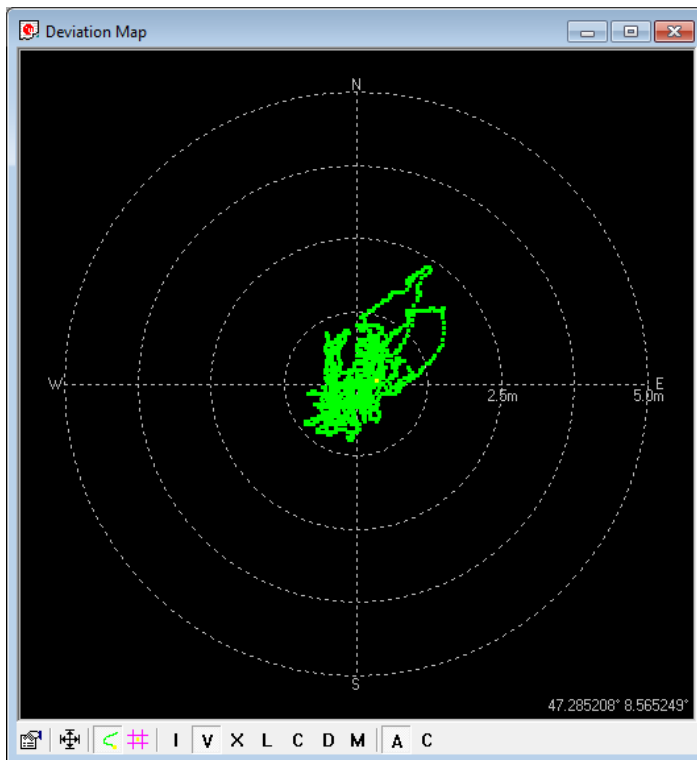 Deviation Map
N
W
E
2.5m
5.0m
S
47.285208° 8.565249°
I V X L C D M A C